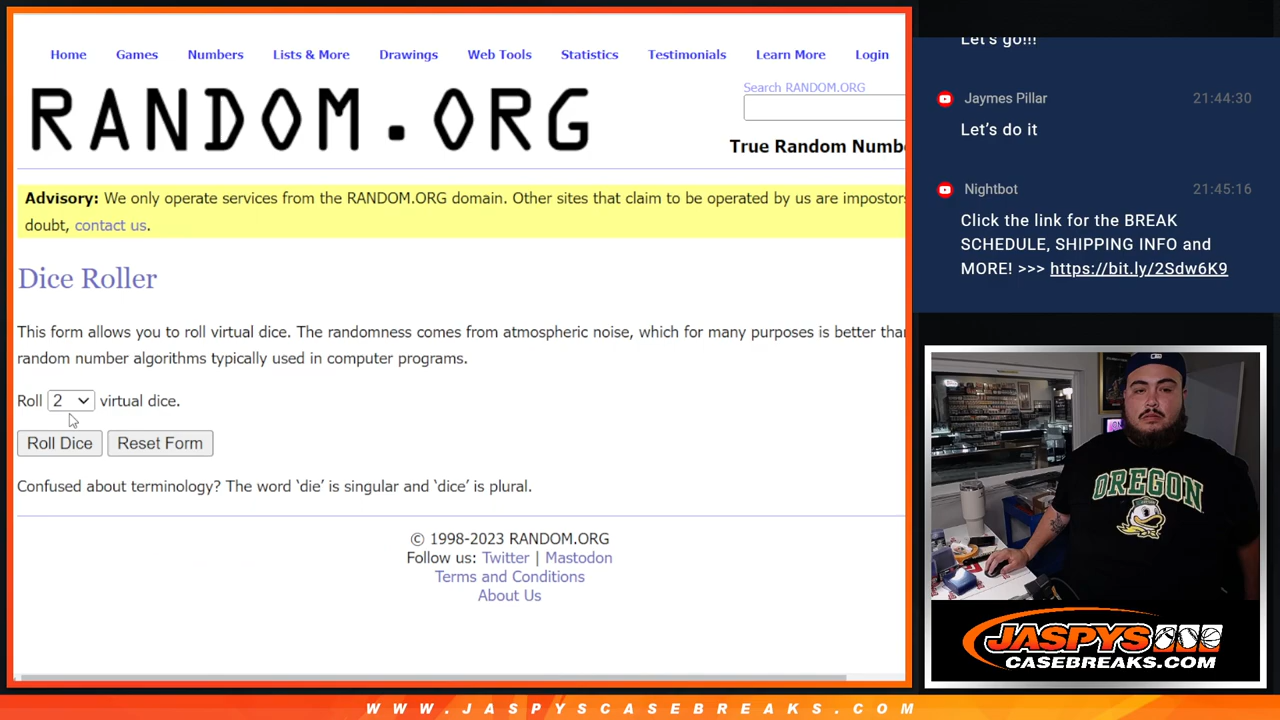 Home Games Numbers Lists & More Drawings Web Tools Statistics Testimonials Learn More Login
RANDOM.ORG
Search RANDOM.ORG
True Random Numb
Advisory: We only operate services from the RANDOM.ORG domain. Other sites that claim to be operated by us are impostors
doubt, contact us.
Dice Roller
This form allows you to roll virtual dice. The randomness comes from atmospheric noise, which for many purposes is better than
random number algorithms typically used in computer programs.
Roll 2 virtual dice.
Roll Dice Reset Form
Confused about terminology? The word ‘die’ is singular and ‘dice’ is plural.
© 1998-2023 RANDOM.ORG
Follow us: Twitter | Mastodon
Terms and Conditions
About Us
Let's go!!!
Jaymes Pillar 21:44:30
Let’s do it
Nightbot 21:45:16
Click the link for the BREAK
SCHEDULE, SHIPPING INFO and
MORE! >>> https://bit.ly/2Sdw6K9
OREGON
JASPYS
CASEBREAKS.COM
WWW.JASPYSCASEBREAKS.COM